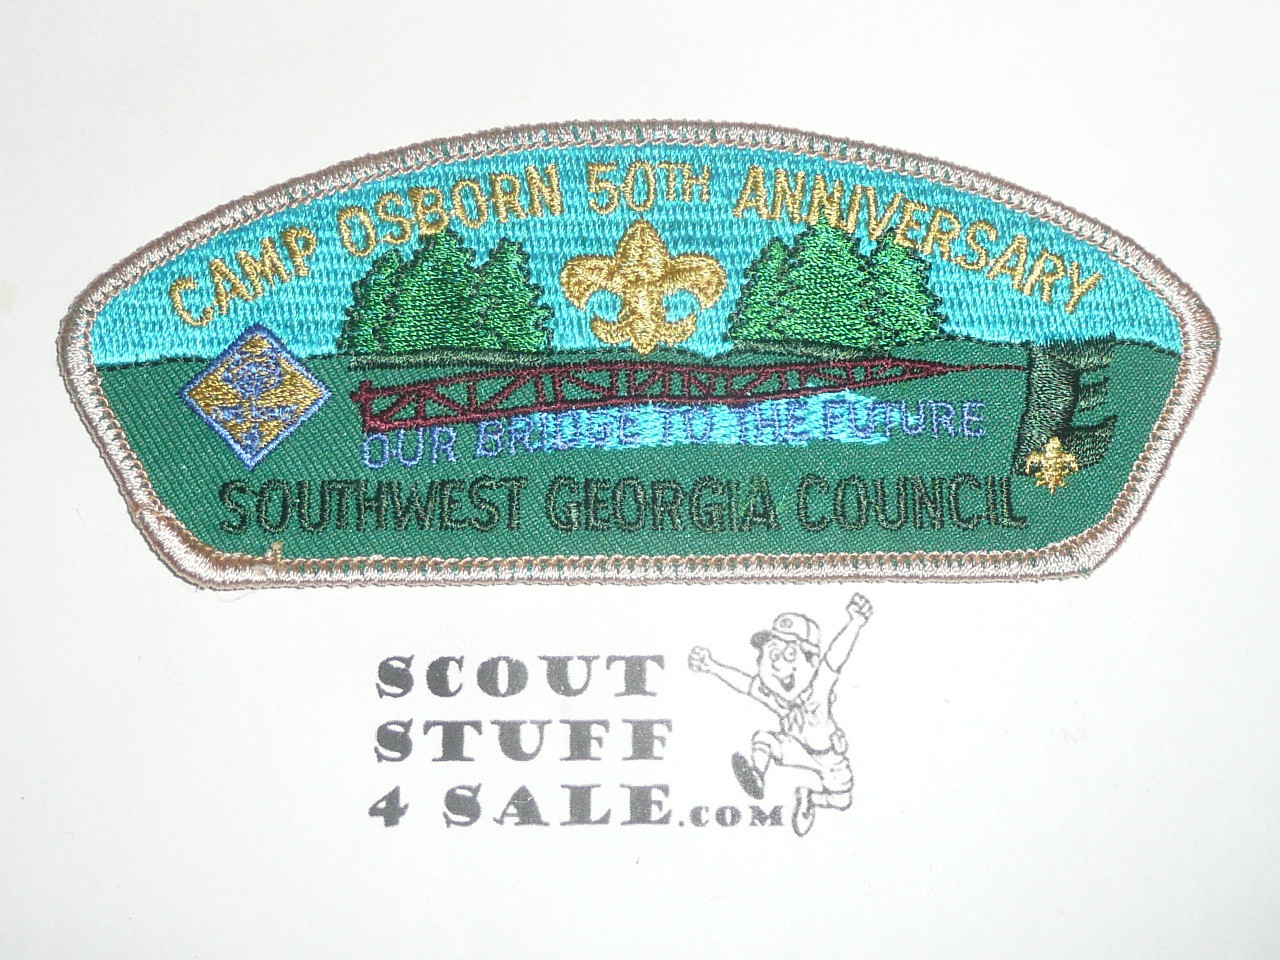 CAMP OSBORN 50TH ANNIVERSARY
OUR BRIDGE TO THE FUTURE
SOUTHWEST GEORGIA COUNCIL
SCOUT
STUFF
4 SALE.COM